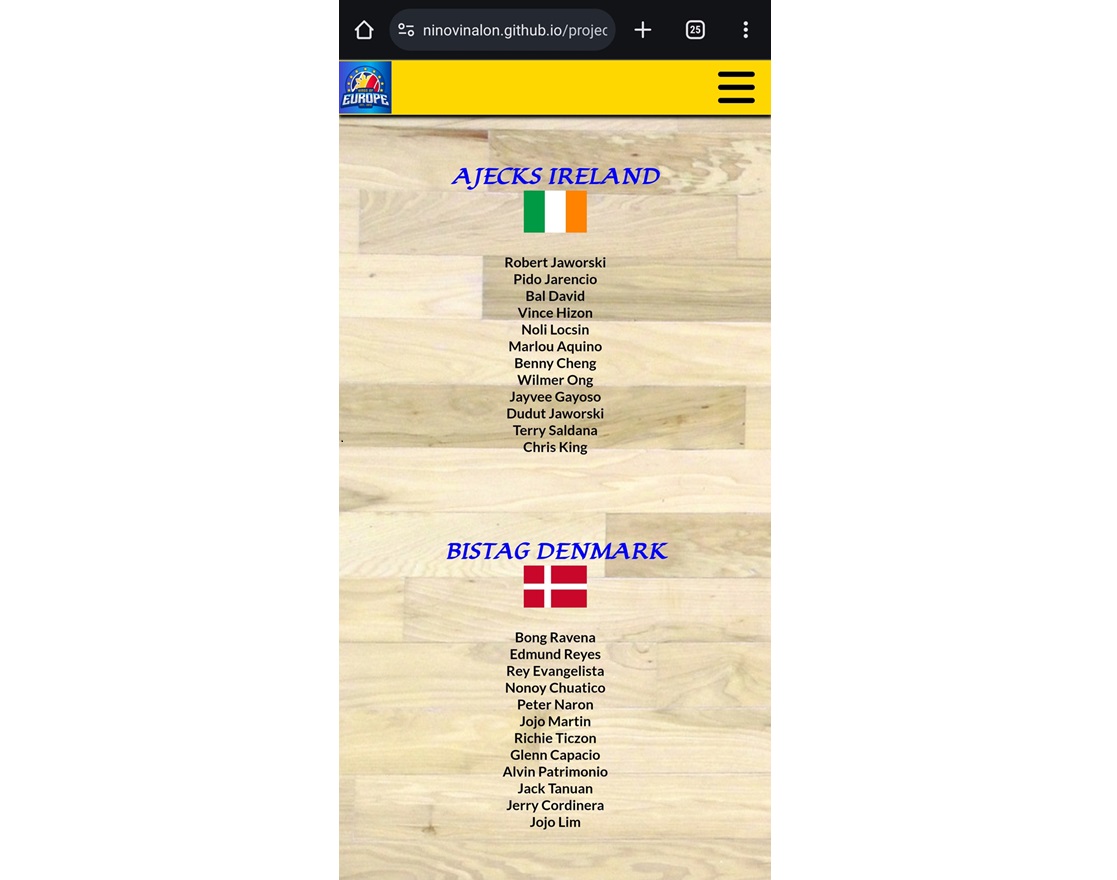 ninovinalon.github.io/projec
25
EUROPE
AJECKS IRELAND
Robert Jaworski
Pido Jarencio
Bal David
Vince Hizon
Noli Locsin
Marlou Aquino
Benny Cheng
Wilmer Ong
Jayvee Gayoso
Dudut Jaworski
Terry Saldana
Chris King
BISTAG DENMARK
Bong Ravena
Edmund Reyes
Rey Evangelista
Nonoy Chuatico
Peter Naron
Jojo Martin
Richie Ticzon
Glenn Capacio
Alvin Patrimonio
Jack Tanuan
Jerry Cordinera
Jojo Lim